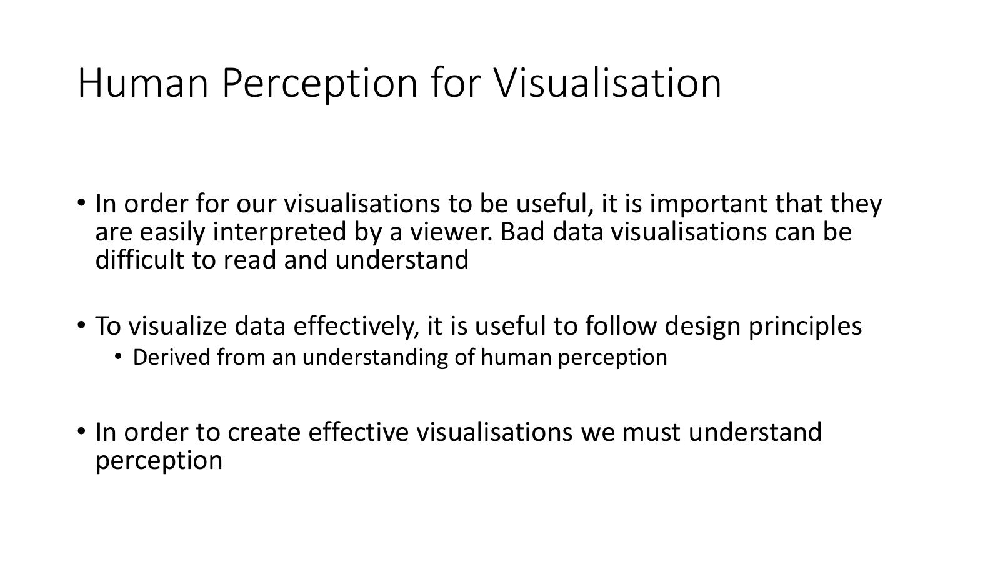 Human Perception for Visualisation
• In order for our visualisations to be useful, it is important that they
are easily interpreted by a viewer. Bad data visualisations can be
difficult to read and understand
• To visualize data effectively, it is useful to follow design principles
• Derived from an understanding of human perception
• In order to create effective visualisations we must understand
perception